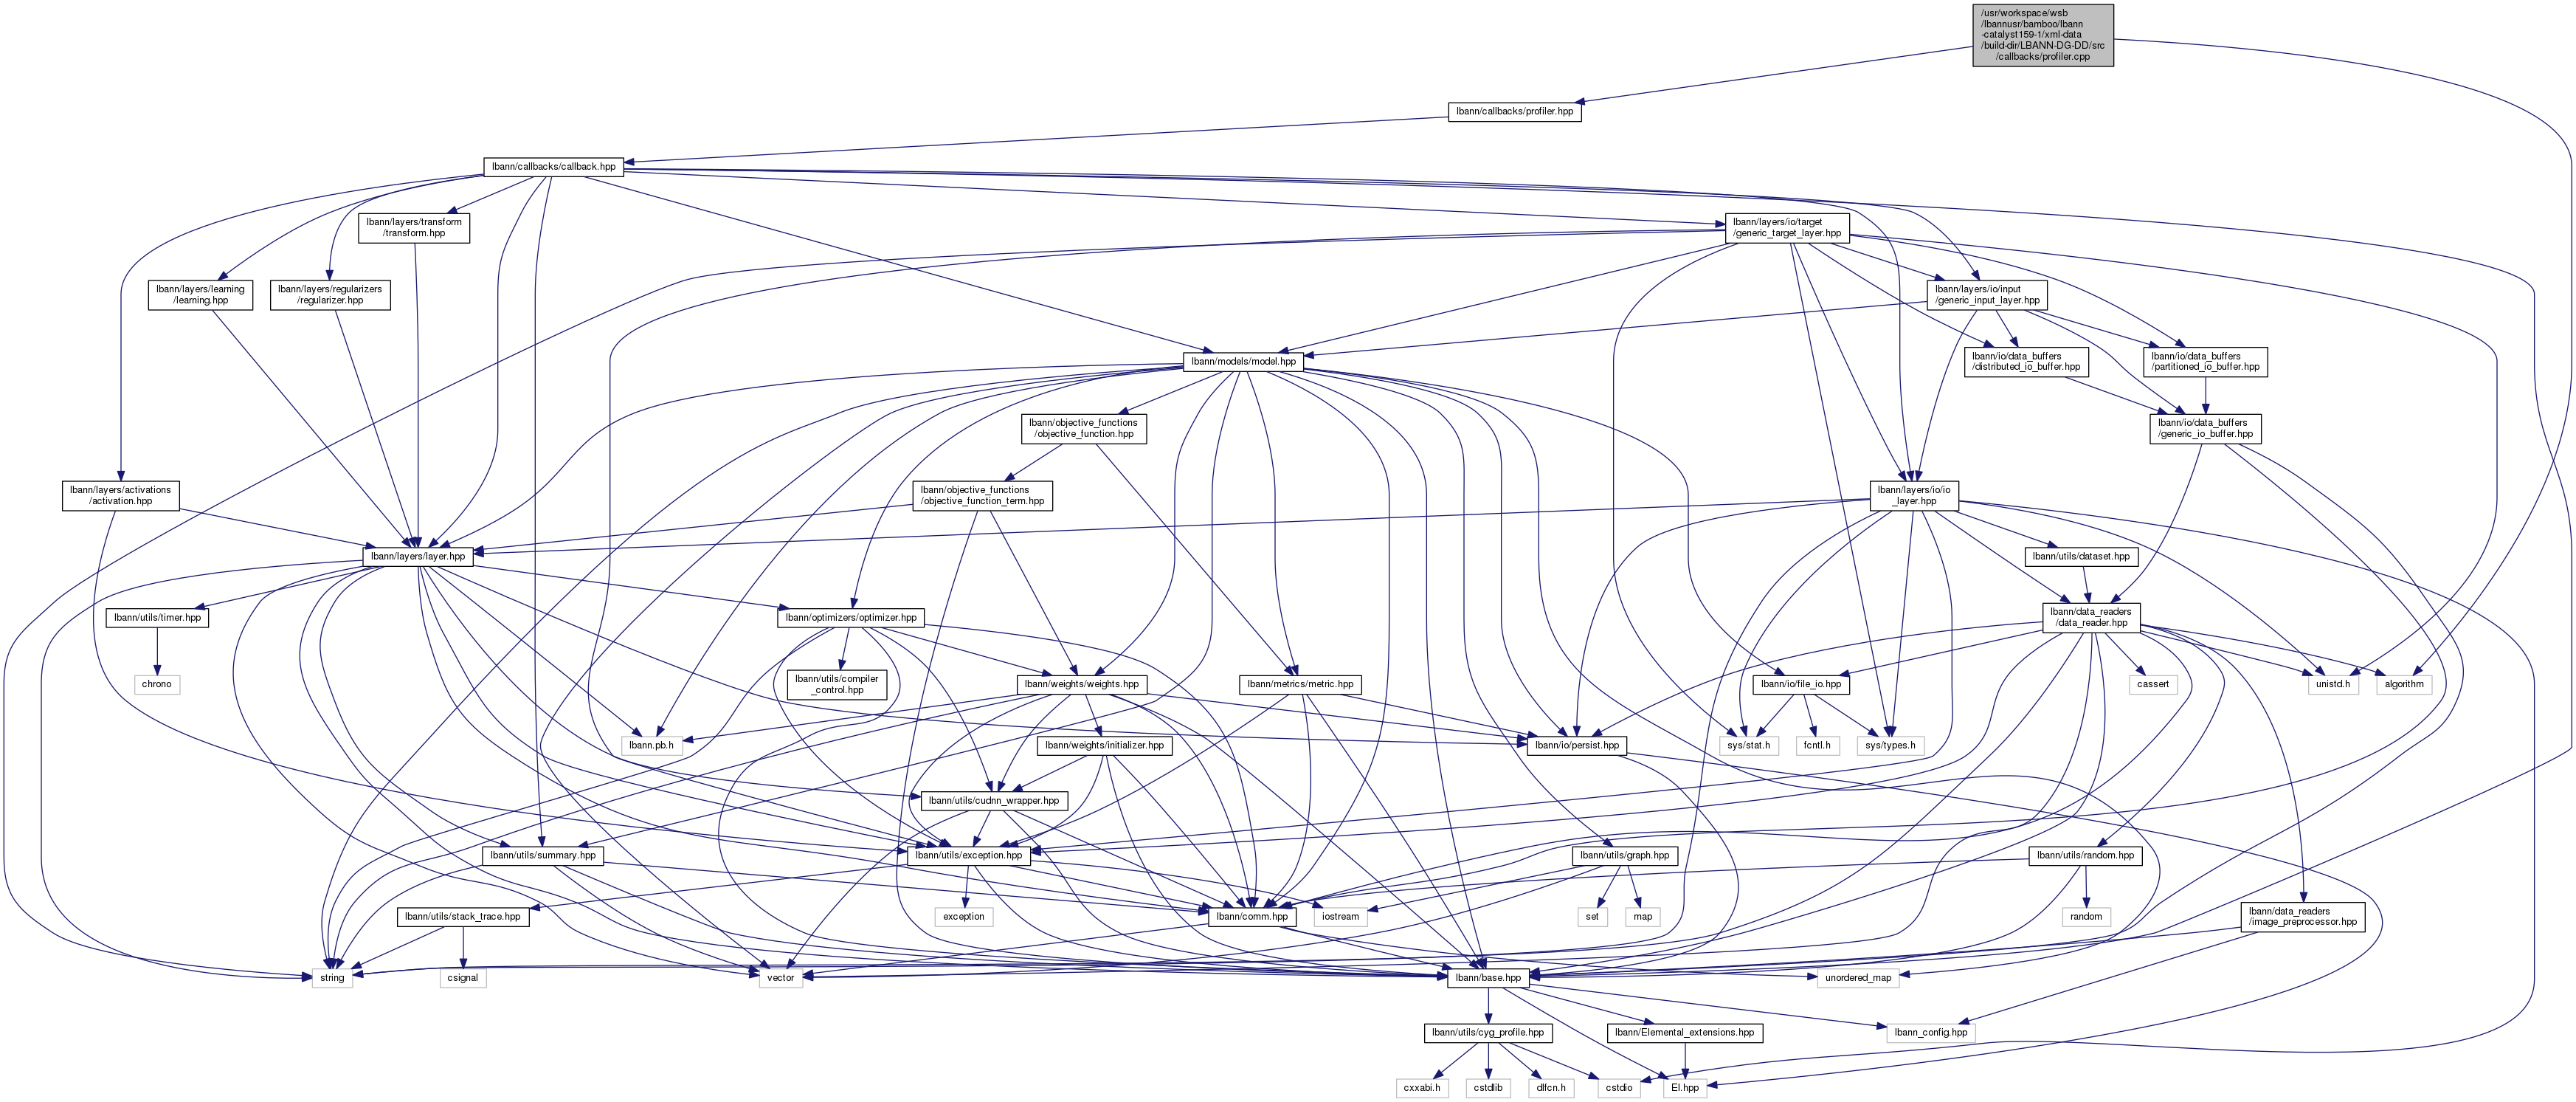 /usr/workspace/wsb
/lbannusr/bamboo/lbann
-catalyst159-1/xml-data
/build-dir/LBANN-DG-DD/src
/callbacks/profiler.cpp
lbann/callbacks/profiler.hpp
lbann/callbacks/callback.hpp
lbann/layers/transform
/transform.hpp
lbann/layers/io/target
/generic_target_layer.hpp
lbann/layers/learning
/learning.hpp
lbann/layers/regularizers
/regularizer.hpp
lbann/layers/io/input
/generic_input_layer.hpp
lbann/models/model.hpp
lbann/io/data_buffers
/distributed_io_buffer.hpp
lbann/io/data_buffers
/partitioned_io_buffer.hpp
lbann/objective_functions
/objective_function.hpp
lbann/io/data_buffers
/generic_io_buffer.hpp
lbann/layers/activations
/activation.hpp
lbann/objective_functions
/objective_function_term.hpp
lbann/layers/io/io
_layer.hpp
lbann/layers/layer.hpp
lbann/utils/dataset.hpp
lbann/utils/timer.hpp
lbann/optimizers/optimizer.hpp
lbann/data_readers
/data_reader.hpp
chrono
lbann/utils/compiler
_control.hpp
lbann/weights/weights.hpp
lbann/metrics/metric.hpp
lbann/io/file_io.hpp
cassert
unistd.h
algorithm
lbann.pb.h
lbann/weights/initializer.hpp
lbann/io/persist.hpp
sys/stat.h
fcntl.h
sys/types.h
lbann/utils/cudnn_wrapper.hpp
lbann/utils/summary.hpp
lbann/utils/exception.hpp
lbann/utils/graph.hpp
lbann/utils/random.hpp
lbann/utils/stack_trace.hpp
exception
lbann/comm.hpp
iostream
set
map
random
lbann/data_readers
/image_preprocessor.hpp
string
csignal
vector
lbann/base.hpp
unordered_map
lbann/utils/cyg_profile.hpp
lbann/Elemental_extensions.hpp
lbann_config.hpp
cxxabi.h
cstdlib
dlfcn.h
cstdio
El.hpp